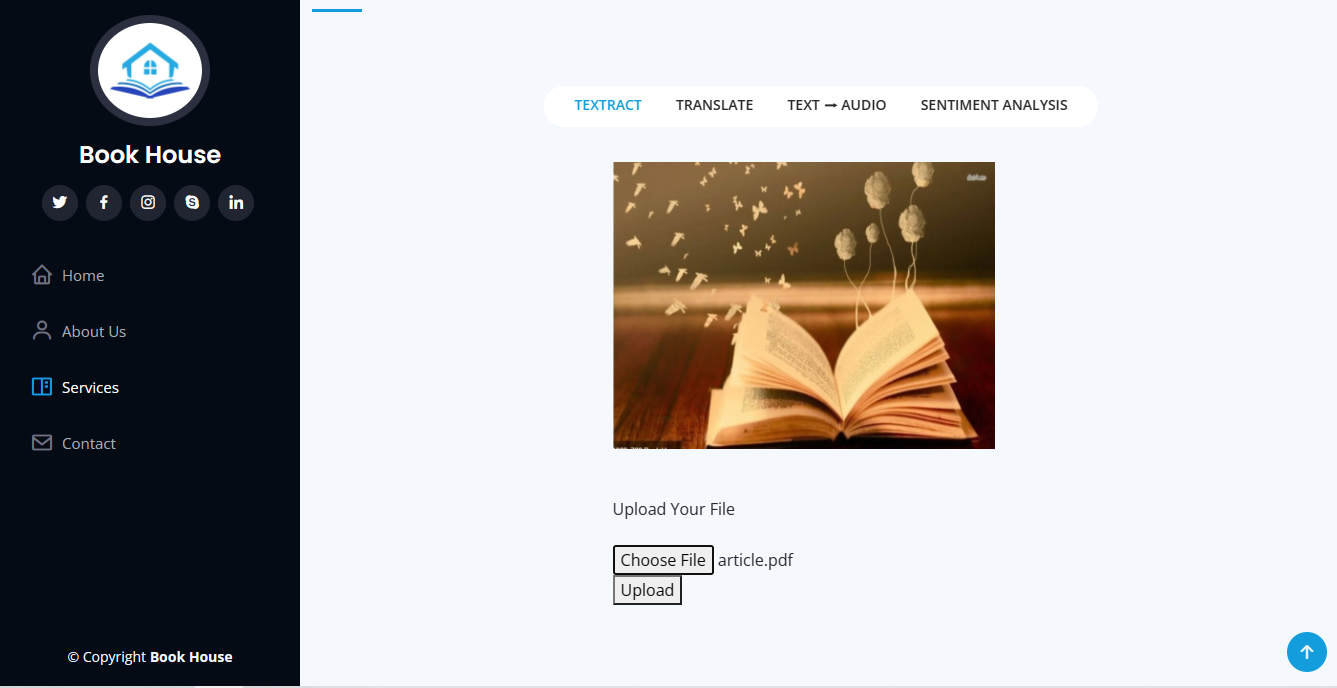 Book House
Home
About Us
Services
Contact
© Copyright Book House
TEXTRACT TRANSLATE TEXT ➞ AUDIO SENTIMENT ANALYSIS
Upload Your File
Choose File article.pdf
Upload